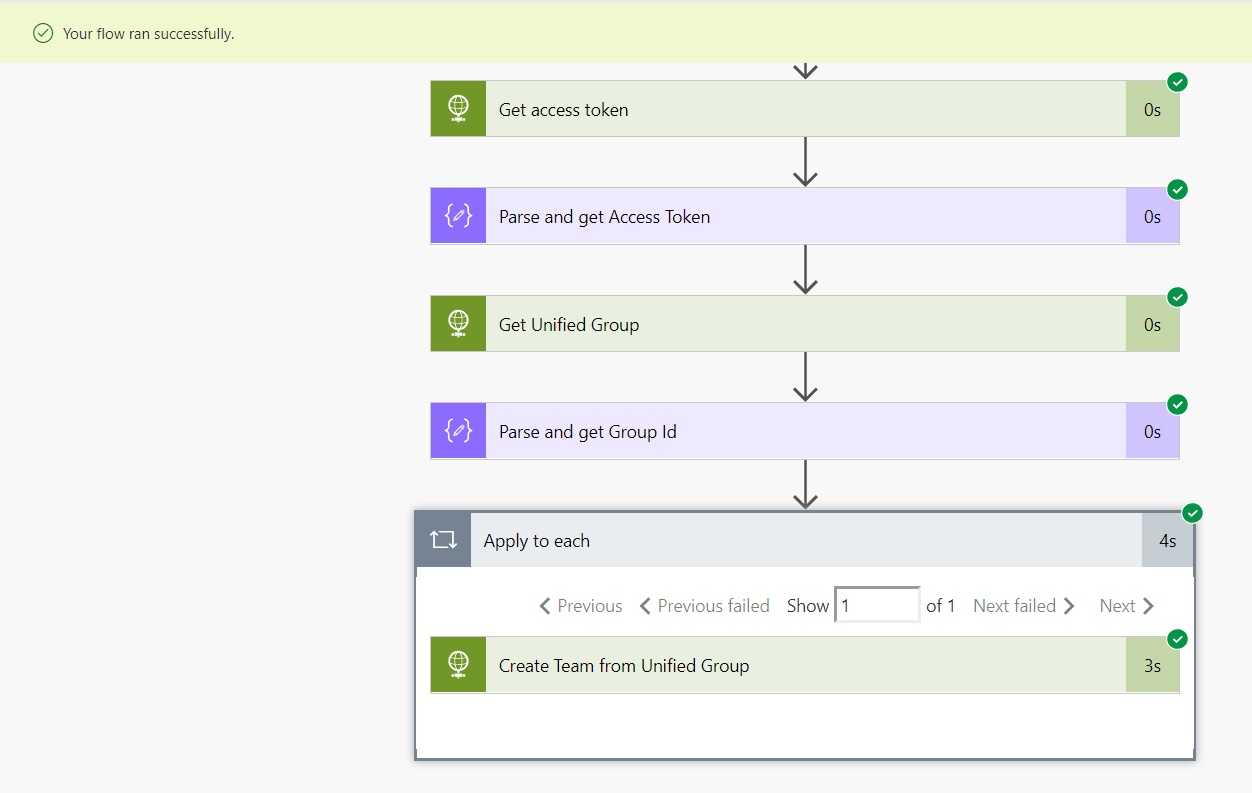 Your flow ran successfully.
Get access token 0s
Parse and get Access Token 0s
Get Unified Group 0s
Parse and get Group Id 0s
Apply to each 4s
Previous Previous failed Show 1 of 1 Next failed Next
Create Team from Unified Group 3s